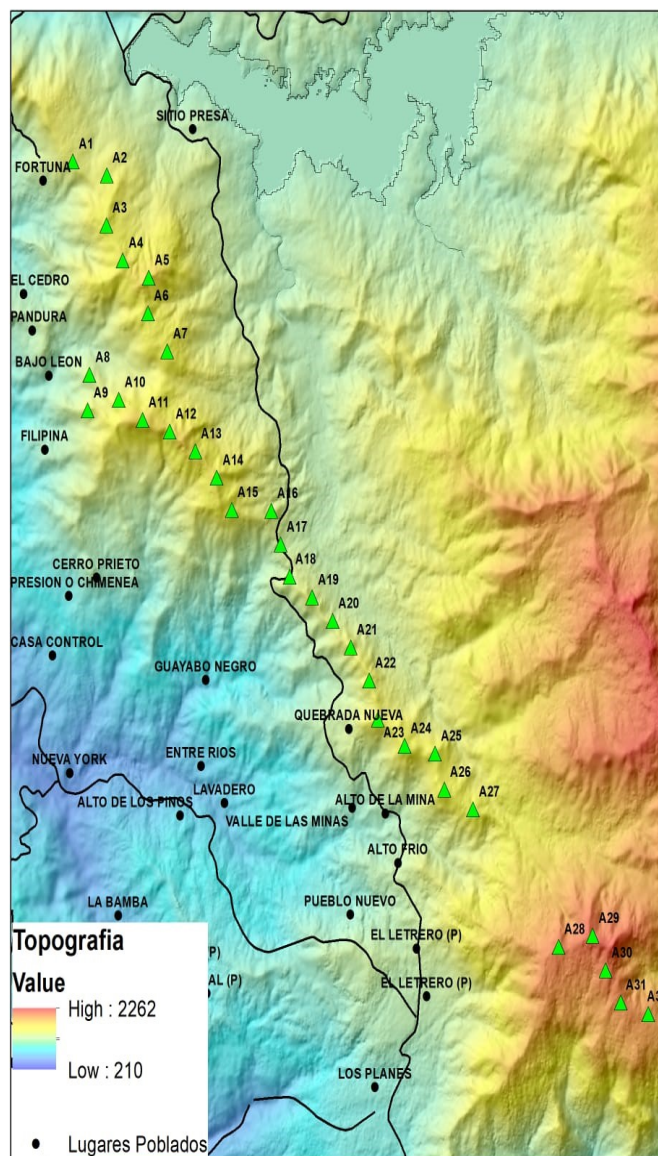 SITIO PRESA
A1
A2
FORTUNA
A3
A4
A5
EL CEDRO
A6
PANDURA
A7
BAJO LEON
A8
A10
A9
A11
A12
FILIPINA
A13
A14
A15
A16
A17
CERRO PRIETO
A18
PRESION O CHIMENEA
A19
A20
A21
CASA CONTROL
GUAYABO NEGRO
A22
QUEBRADA NUEVA
A23
A24
A25
ENTRE RIOS
NUEVA YORK
A26
LAVADERO
ALTO DE LA MINA
A27
ALTO DE LOS PINOS
VALLE DE LAS MINAS
ALTO FRIO
LA BAMBA
PUEBLO NUEVO
A28
A29
EL LETRERO (P)
(P)
A30
AL (P)
EL LETRERO (P)
A31
LOS PLANES
Topografia
Value
High : 2262
Low : 210
Lugares Poblados